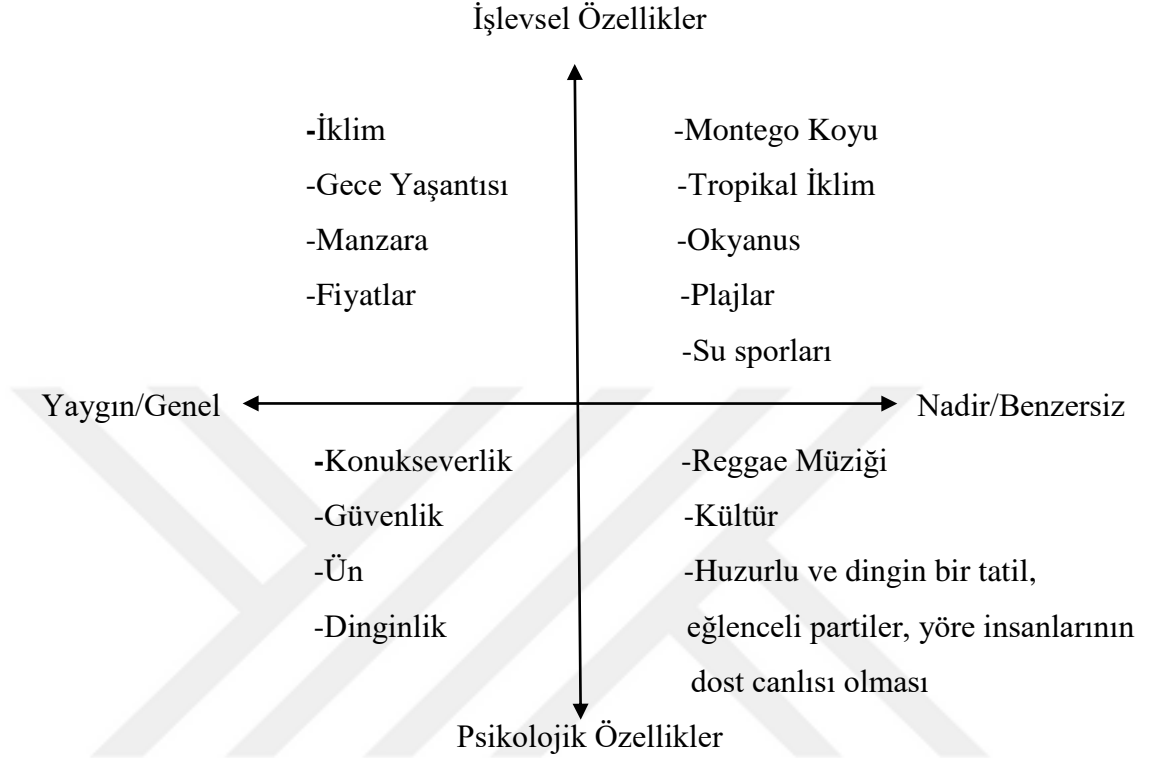 İşlevsel Özellikler
-İklim
-Gece Yaşantısı
-Manzara
-Fiyatlar
-Montego Koyu
-Tropikal İklim
-Okyanus
-Plajlar
-Su sporları
Yaygın/Genel
Nadir/Benzersiz
-Konukseverlik
-Güvenlik
-Ün
-Dinginlik
-Reggae Müziği
-Kültür
-Huzurlu ve dingin bir tatil,
eğlenceli partiler, yöre insanlarının
dost canlısı olması
Psikolojik Özellikler